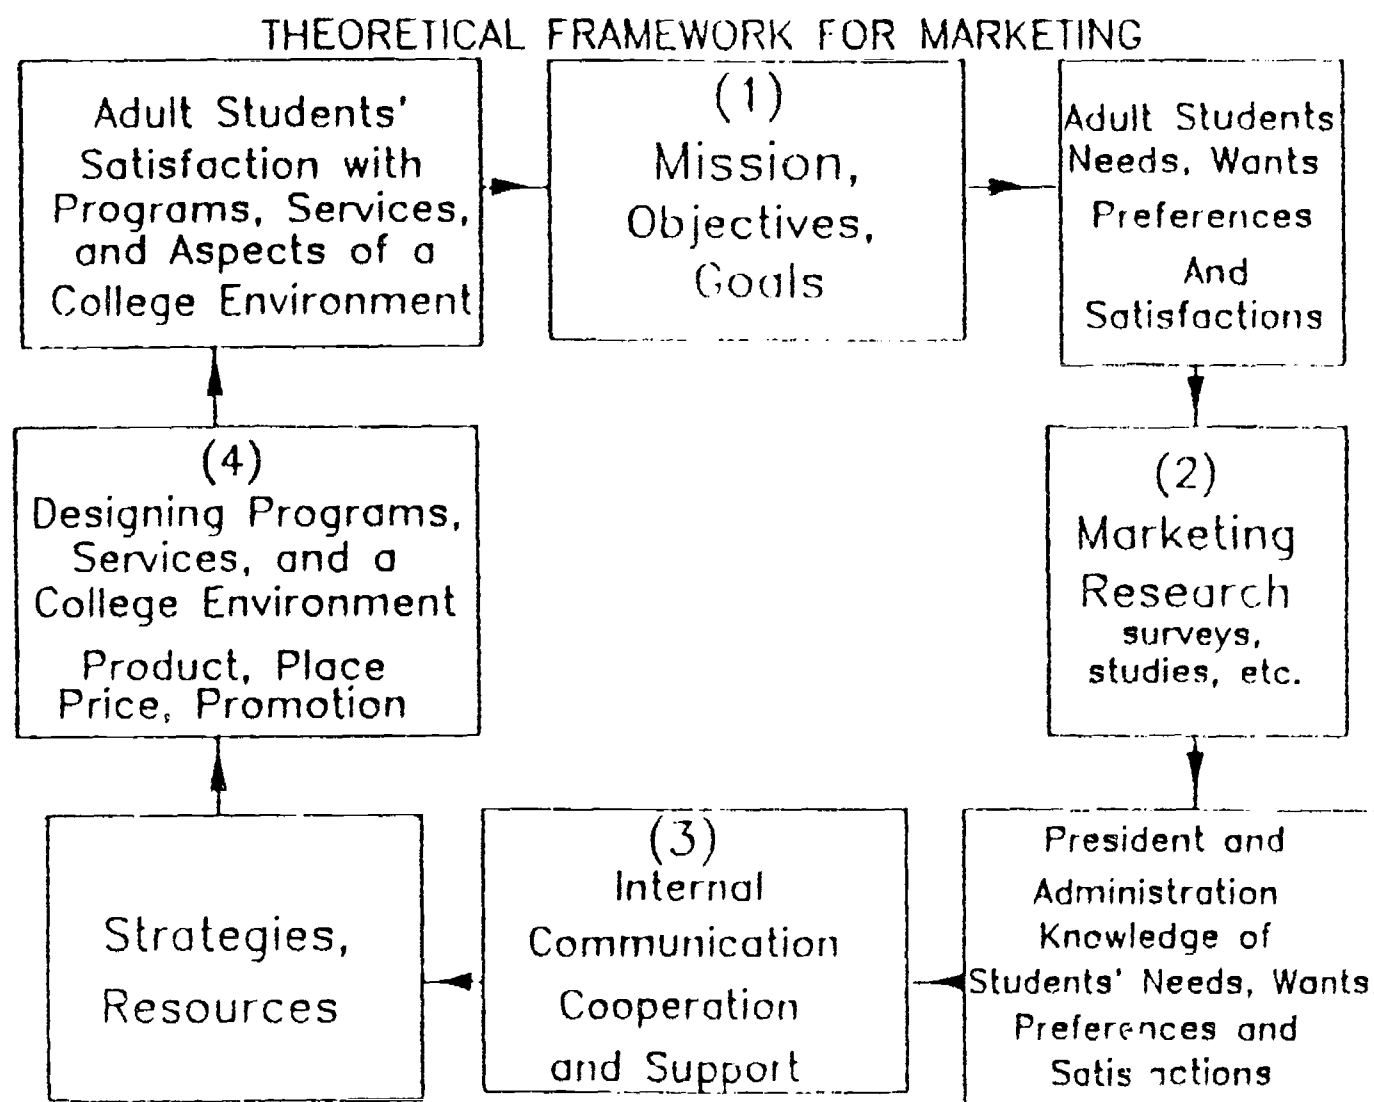 THEORETICAL FRAMEWORK FOR MARKETING
Adult Students'
Satisfaction with
Programs, Services,
and Aspects of a
College Environment
(1)
Mission,
Objectives,
Goals
Adult Students
Needs, Wants
Preferences
And
Satisfactions
(2)
Marketing
Research
surveys,
studies, etc.
President and
Administration
Knowledge of
Students' Needs, Wants
Preferences and
Satis actions
(3)
Internal
Communication
Cooperation
and Support
Strategies,
Resources
(4)
Designing Programs,
Services, and a
College Environment
Product, Place
Price, Promotion